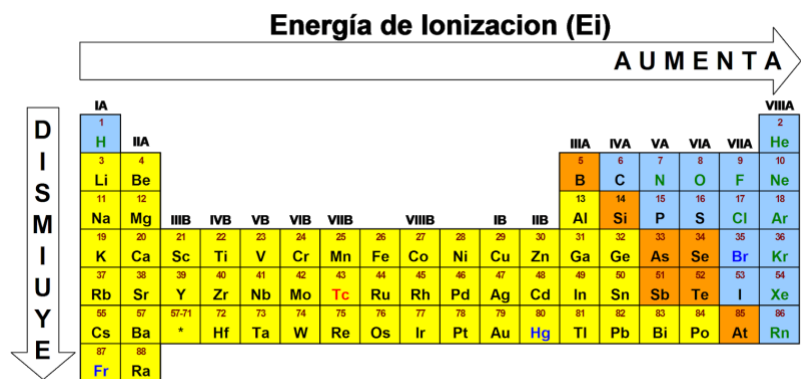 Energía de Ionizacion (Ei)
AUMENTA
DISMIUYE
IA VIIIA
1 2
H IIA IIIA IVA VA VIA VIIA He
3 4 5 6 7 8 9 10
Li Be B C N O F Ne
11 12 13 14 15 16 17 18
Na Mg IIIB IVB VB VIB VIIB VIIIB IB IIB Al Si P S Cl Ar
19 20 21 22 23 24 25 26 27 28 29 30 31 32 33 34 35 36
K Ca Sc Ti V Cr Mn Fe Co Ni Cu Zn Ga Ge As Se Br Kr
37 38 39 40 41 42 43 44 45 46 47 48 49 50 51 52 53 54
Rb Sr Y Zr Nb Mo Tc Ru Rh Pd Ag Cd In Sn Sb Te I Xe
55 57 57-71 72 73 74 75 76 77 78 79 80 81 82 83 84 85 86
Cs Ba * Hf Ta W Re Os Ir Pt Au Hg Tl Pb Bi Po At Rn
87 88
Fr Ra